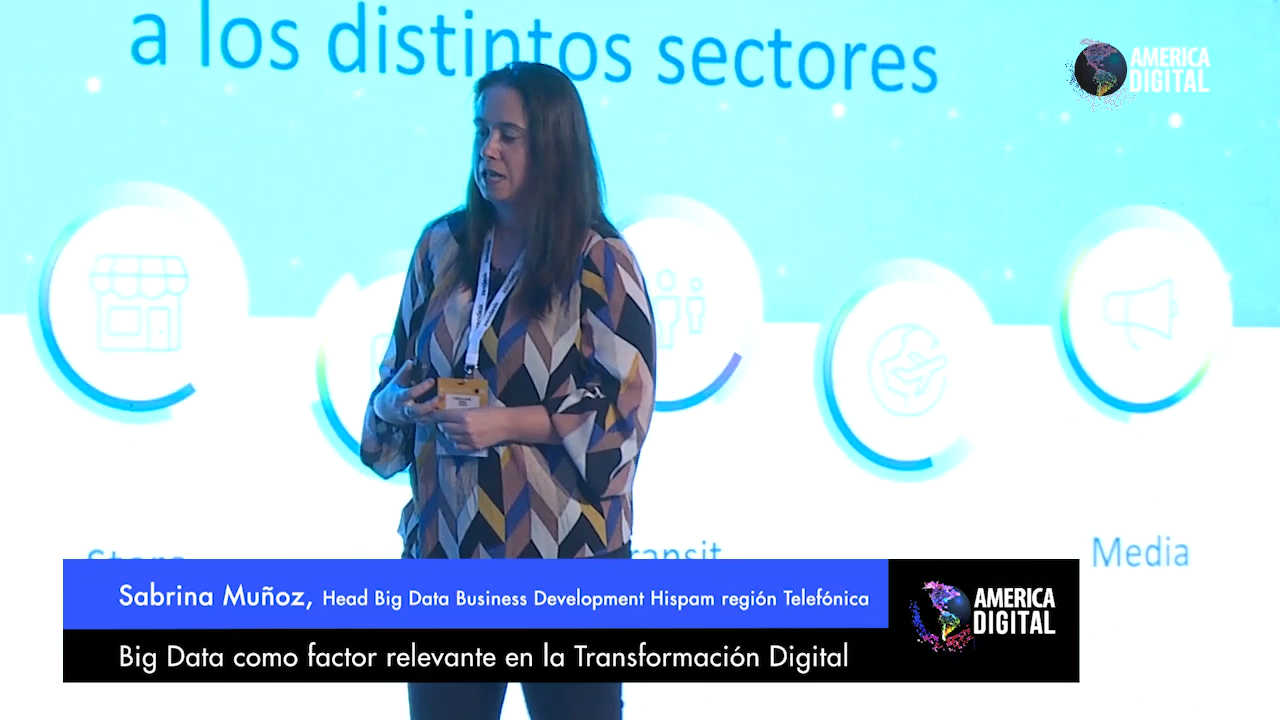 a los distintos sectores
AMERICA
DIGITAL
Media
Sabrina Muñoz, Head Big Data Business Development Hispam región Telefónica
AMERICA
DIGITAL
Big Data como factor relevante en la Transformación Digital